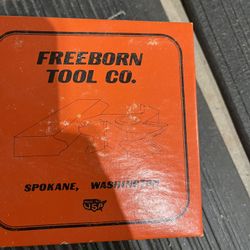 FREEBORN
TOOL CO.
SPOKANE, WASHINGTON
USA